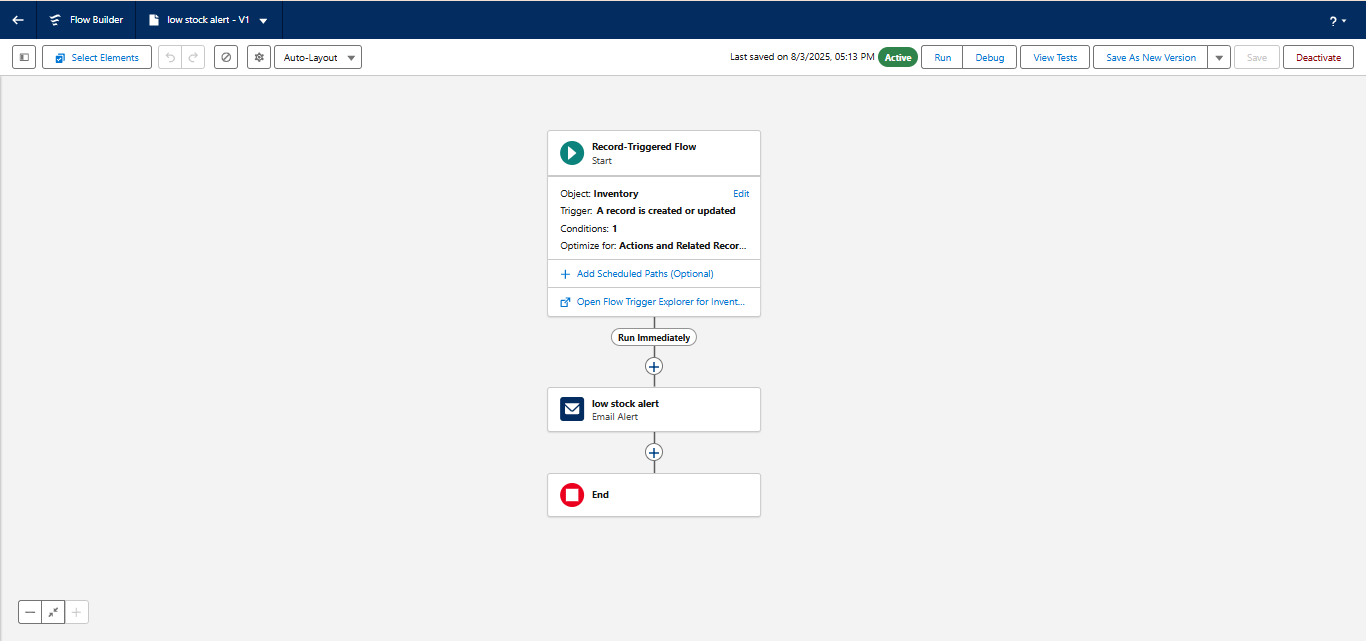 Flow Builder
low stock alert - V1
?
Select Elements
Auto-Layout
Last saved on 8/3/2025, 05:13 PM
Active
Run
Debug
View Tests
Save As New Version
Save
Deactivate
Record-Triggered Flow
Start
Object: Inventory
Edit
Trigger: A record is created or updated
Conditions: 1
Optimize for: Actions and Related Recor...
Add Scheduled Paths (Optional)
Open Flow Trigger Explorer for Invent...
Run Immediately
low stock alert
Email Alert
End